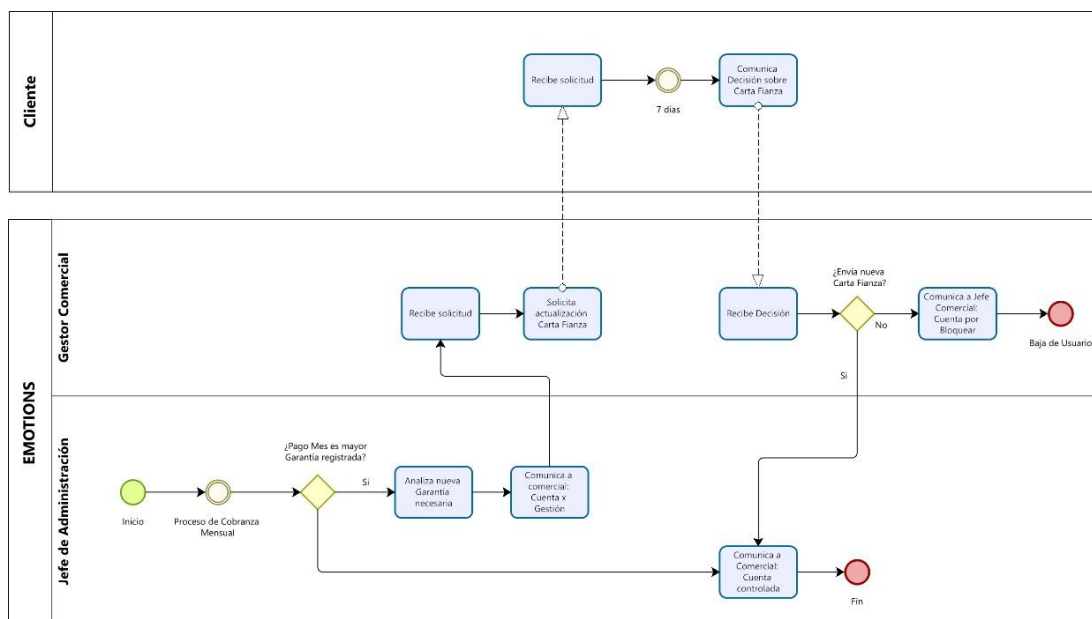 Cliente
Recibe solicitud
7 días
Comunica
Decisión sobre
Carta Fianza
EMOTIONS
Gestor Comercial
Recibe solicitud
Solicita
actualización
Carta Fianza
Recibe Decisión
¿Envía nueva
Carta Fianza?
No
Si
Comunica a Jefe
Comercial:
Cuenta por
Bloquear
Baja de Usuario
Jefe de Administración
Inicio
Proceso de Cobranza
Mensual
¿Pago Mes es mayor
Garantía registrada?
Si
Analiza nueva
Garantía
necesaria
Comunica a
comercial:
Cuenta x
Gestión
Comunica a
Comercial:
Cuenta
controlada
Fin